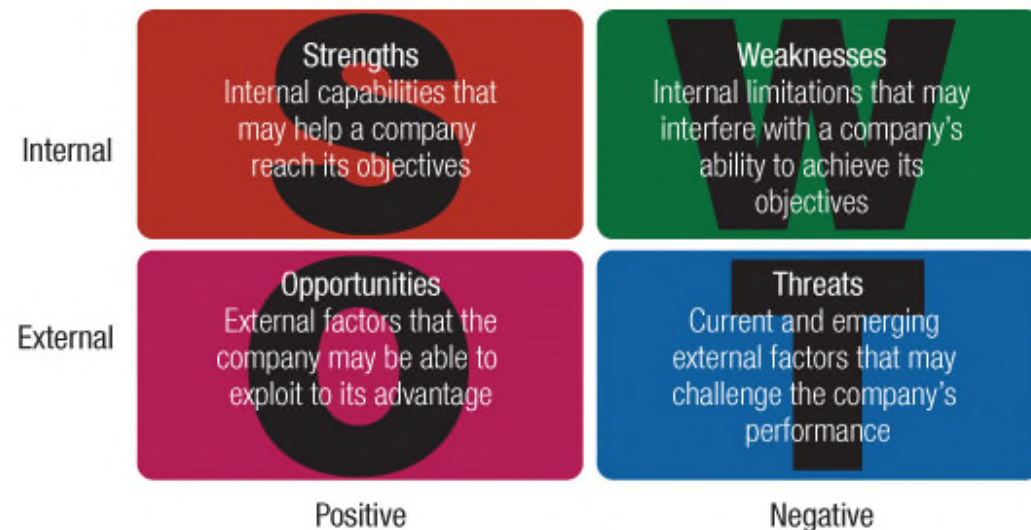 Internal
S
Strengths
Internal capabilities that
may help a company
reach its objectives
W
Weaknesses
Internal limitations that may
interfere with a company's
ability to achieve its
objectives
External
O
Opportunities
External factors that the
company may be able to
exploit to its advantage
T
Threats
Current and emerging
external factors that may
challenge the company's
performance
Positive
Negative